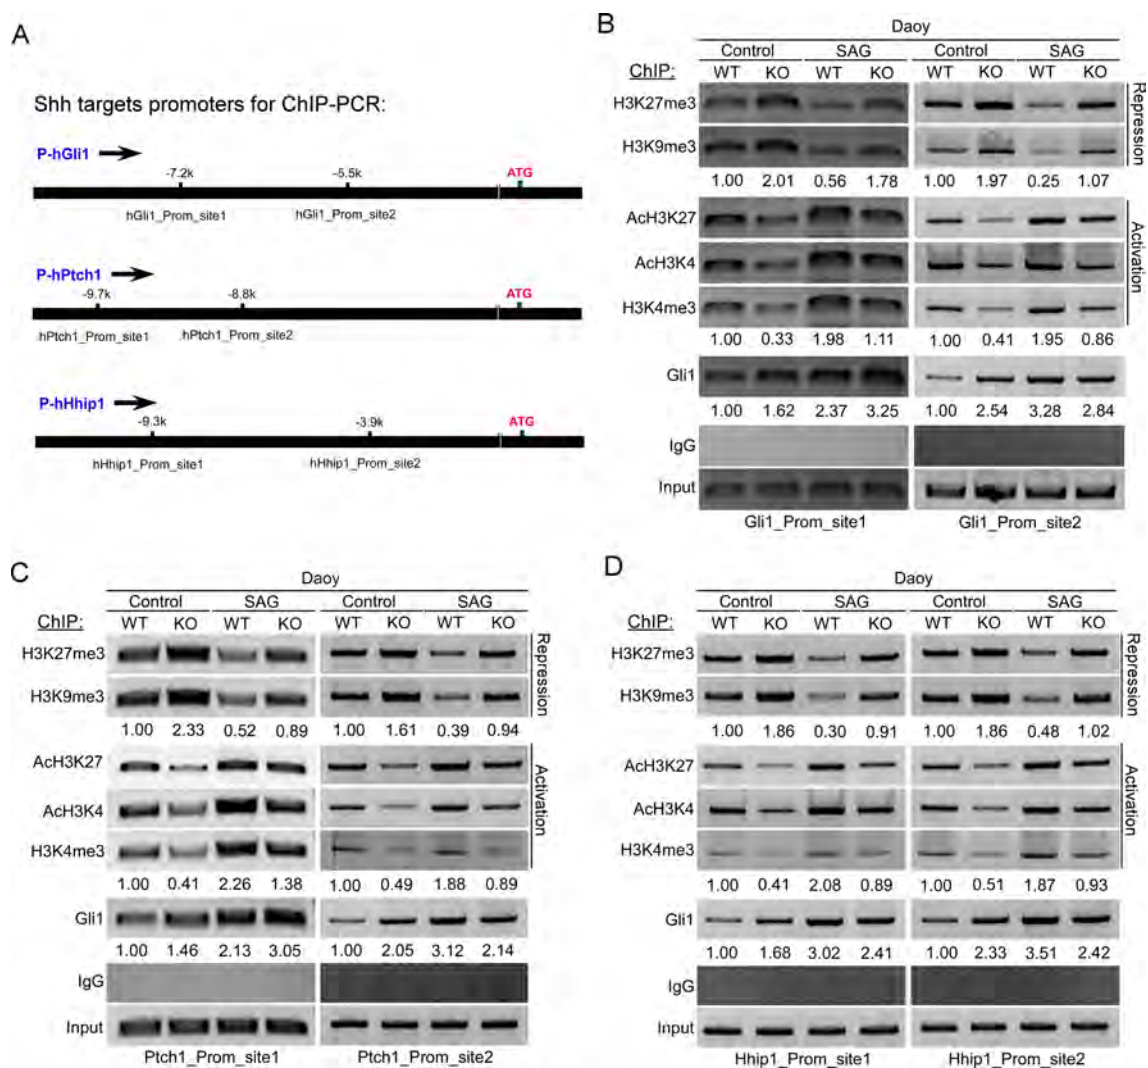 A
Shh targets promoters for ChIP-PCR:
P-hGli1
-7.2k -5.5k ATG
hGli1_Prom_site1 hGli1_Prom_site2
P-hPtch1
-9.7k -8.8k ATG
hPtch1_Prom_site1 hPtch1_Prom_site2
P-hHhip1
-9.3k -3.9k ATG
hHhip1_Prom_site1 hHhip1_Prom_site2
B
Daoy
Control SAG Control SAG
ChIP: WT KO WT KO WT KO WT KO
H3K27me3
H3K9me3
Repression
1.00 2.01 0.56 1.78 1.00 1.97 0.25 1.07
AcH3K27
AcH3K4
H3K4me3
Activation
1.00 0.33 1.98 1.11 1.00 0.41 1.95 0.86
Gli1
1.00 1.62 2.37 3.25 1.00 2.54 3.28 2.84
IgG
Input
Gli1_Prom_site1 Gli1_Prom_site2
C
Daoy
Control SAG Control SAG
ChIP: WT KO WT KO WT KO WT KO
H3K27me3
H3K9me3
Repression
1.00 2.33 0.52 0.89 1.00 1.61 0.39 0.94
AcH3K27
AcH3K4
H3K4me3
Activation
1.00 0.41 2.26 1.38 1.00 0.49 1.88 0.89
Gli1
1.00 1.46 2.13 3.05 1.00 2.05 3.12 2.14
IgG
Input
Ptch1_Prom_site1 Ptch1_Prom_site2
D
Daoy
Control SAG Control SAG
ChIP: WT KO WT KO WT KO WT KO
H3K27me3
H3K9me3
Repression
1.00 1.86 0.30 0.91 1.00 1.86 0.48 1.02
AcH3K27
AcH3K4
H3K4me3
Activation
1.00 0.41 2.08 0.89 1.00 0.51 1.87 0.93
Gli1
1.00 1.68 3.02 2.41 1.00 2.33 3.51 2.42
IgG
Input
Hhip1_Prom_site1 Hhip1_Prom_site2